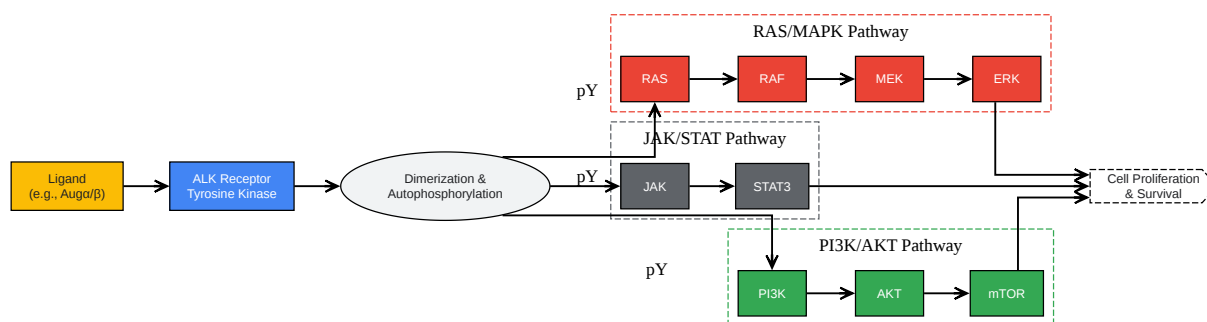 RAS/MAPK Pathway
RAS
RAF
MEK
ERK
pY
JAK/STAT Pathway
Ligand
(e.g., Augα/β)
ALK Receptor
Tyrosine Kinase
Dimerization &
Autophosphorylation
pY
JAK
STAT3
Cell Proliferation
& Survival
PI3K/AKT Pathway
pY
PI3K
AKT
mTOR